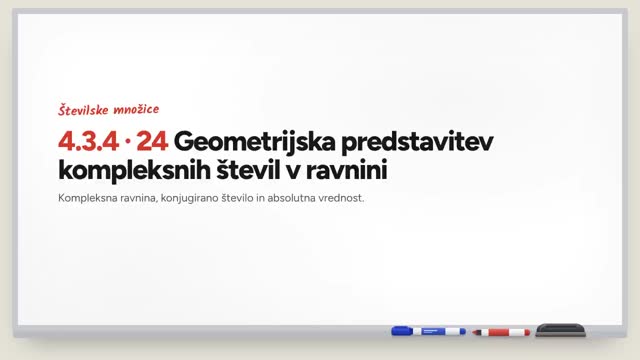 Številske množice
4.3.4 · 24 Geometrijska predstavitev
kompleksnih števil v ravnini
Kompleksna ravnina, konjugirano število in absolutna vrednost.